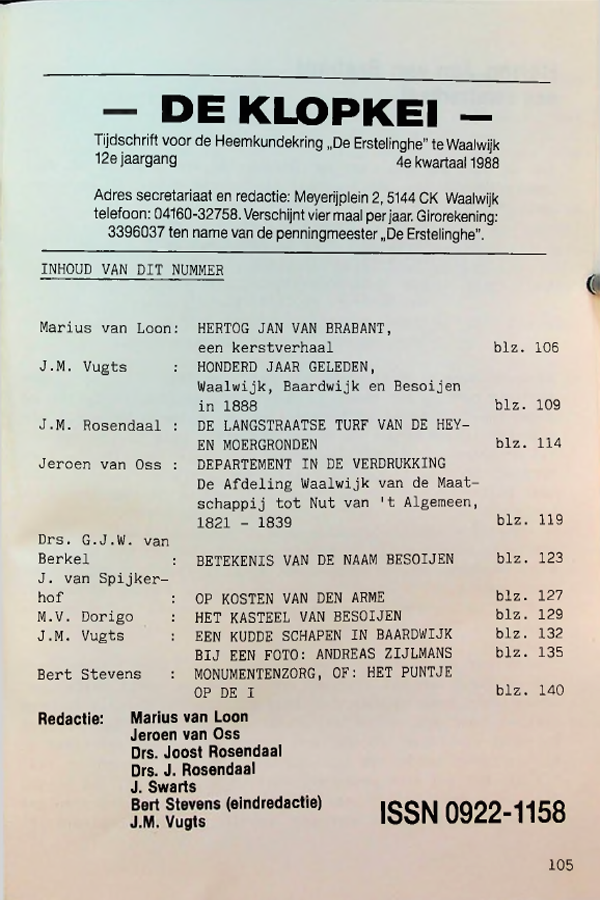 — DE KLOPKEI —
Tijdschrift voor de Heemkundekring „De Erstelinghe” te Waalwijk
12e jaargang 4e kwartaal 1988
Adres secretariaat en redactie: Meyerijplein 2, 5144 CK Waalwijk
telefoon: 04160-32758. Verschijnt vier maal per jaar. Girorekening:
3396037 ten name van de penningmeester „De Erstelinghe”.
INHOUD VAN DIT NUMMER
Marius van Loon: HERTOG JAN VAN BRABANT,
een kerstverhaal blz. 106
J.M. Vugts : HONDERD JAAR GELEDEN,
Waalwijk, Baardwijk en Besoijen
in 1888 blz. 109
J.M. Rosendaal : DE LANGSTRAATSE TURF VAN DE HEY-
EN MOERGRONDEN blz. 114
Jeroen van Oss : DEPARTEMENT IN DE VERDRUKKING
De Afdeling Waalwijk van de Maat-
schappij tot Nut van 't Algemeen,
1821 - 1839 blz. 119
Drs. G.J.W. van
Berkel : BETEKENIS VAN DE NAAM BESOIJEN blz. 123
J. van Spijker-
hof : OP KOSTEN VAN DEN ARME blz. 127
M.V. Dorigo : HET KASTEEL VAN BESOIJEN blz. 129
J.M. Vugts : EEN KUDDE SCHAPEN IN BAARDWIJK blz. 132
BIJ EEN FOTO: ANDREAS ZIJLMANS blz. 135
Bert Stevens : MONUMENTENZORG, OF: HET PUNTJE
OP DE I blz. 140
Redactie: Marius van Loon
Jeroen van Oss
Drs. Joost Rosendaal
Drs. J. Rosendaal
J. Swarts
Bert Stevens (eindredactie)
J.M. Vugts
ISSN 0922-1158
105